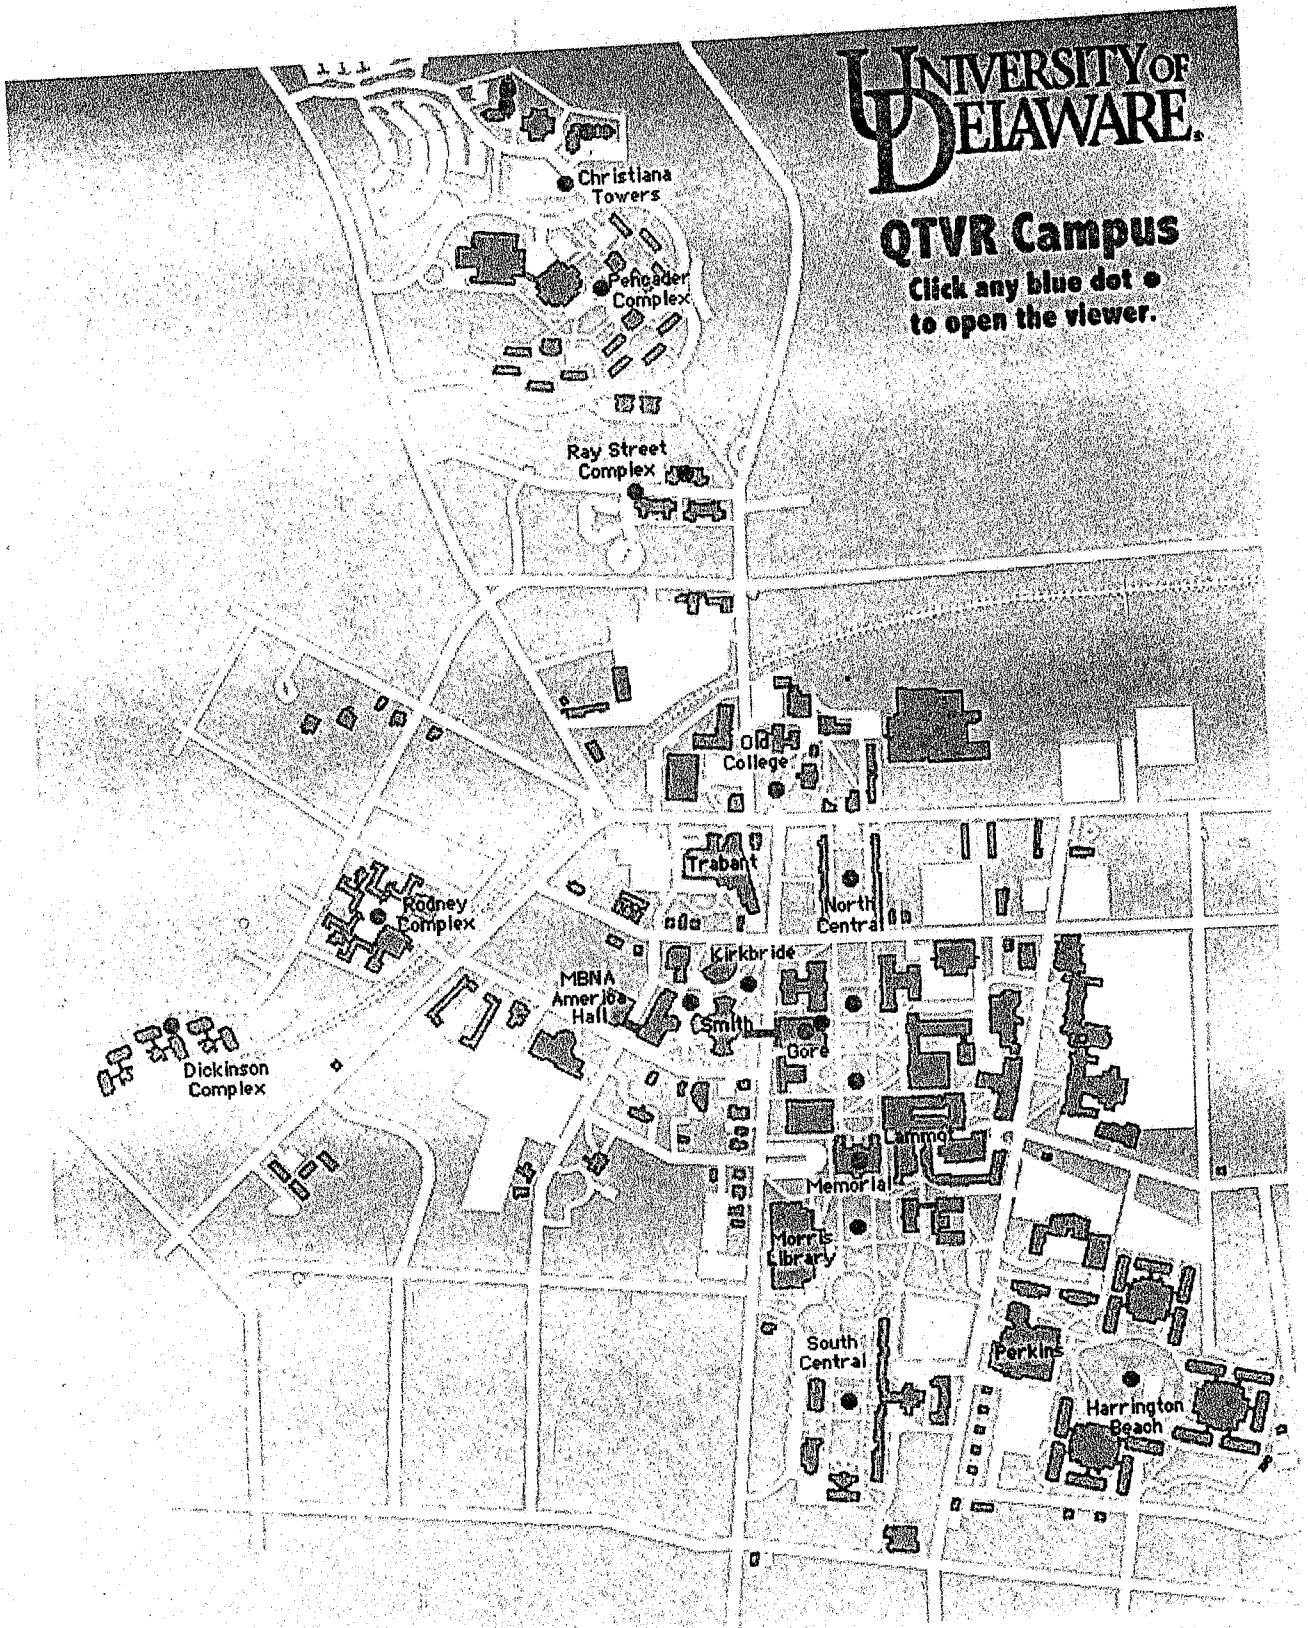 UNIVERSITY OF
DELAWARE
QTVR Campus
Click any blue dot ●
to open the viewer.
Christiana
Towers
Pencader
Complex
Ray Street
Complex
Old
College
Trabant
North
Central
Rodney
Complex
Kirkbride
MBNA
America
Hall
Smith
Gore
Dickinson
Complex
Lammot
Memorial
Morris
Library
South
Central
Perkins
Harrington
Beach